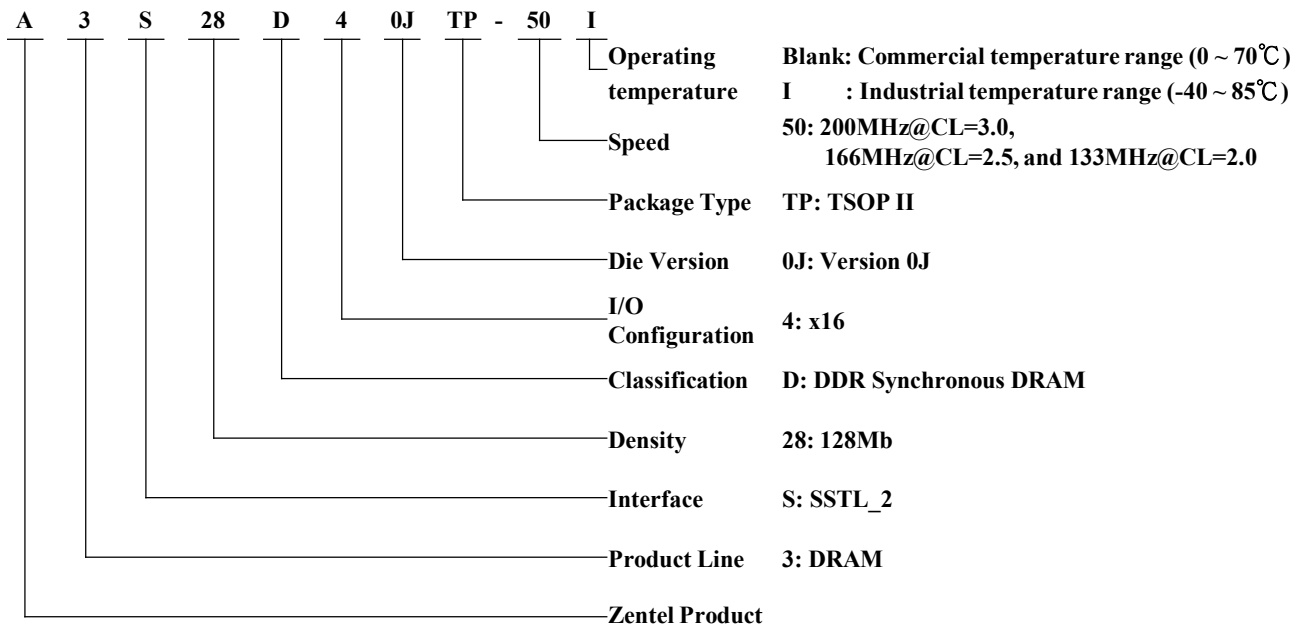 A 3 S 28 D 4 0J TP - 50 I
Operating temperature
Blank: Commercial temperature range (0 ~ 70℃)
I : Industrial temperature range (-40 ~ 85℃)
Speed
50: 200MHz@CL=3.0,
166MHz@CL=2.5, and 133MHz@CL=2.0
Package Type TP: TSOP II
Die Version 0J: Version 0J
I/O
Configuration
4: x16
Classification D: DDR Synchronous DRAM
Density 28: 128Mb
Interface S: SSTL_2
Product Line 3: DRAM
Zentel Product